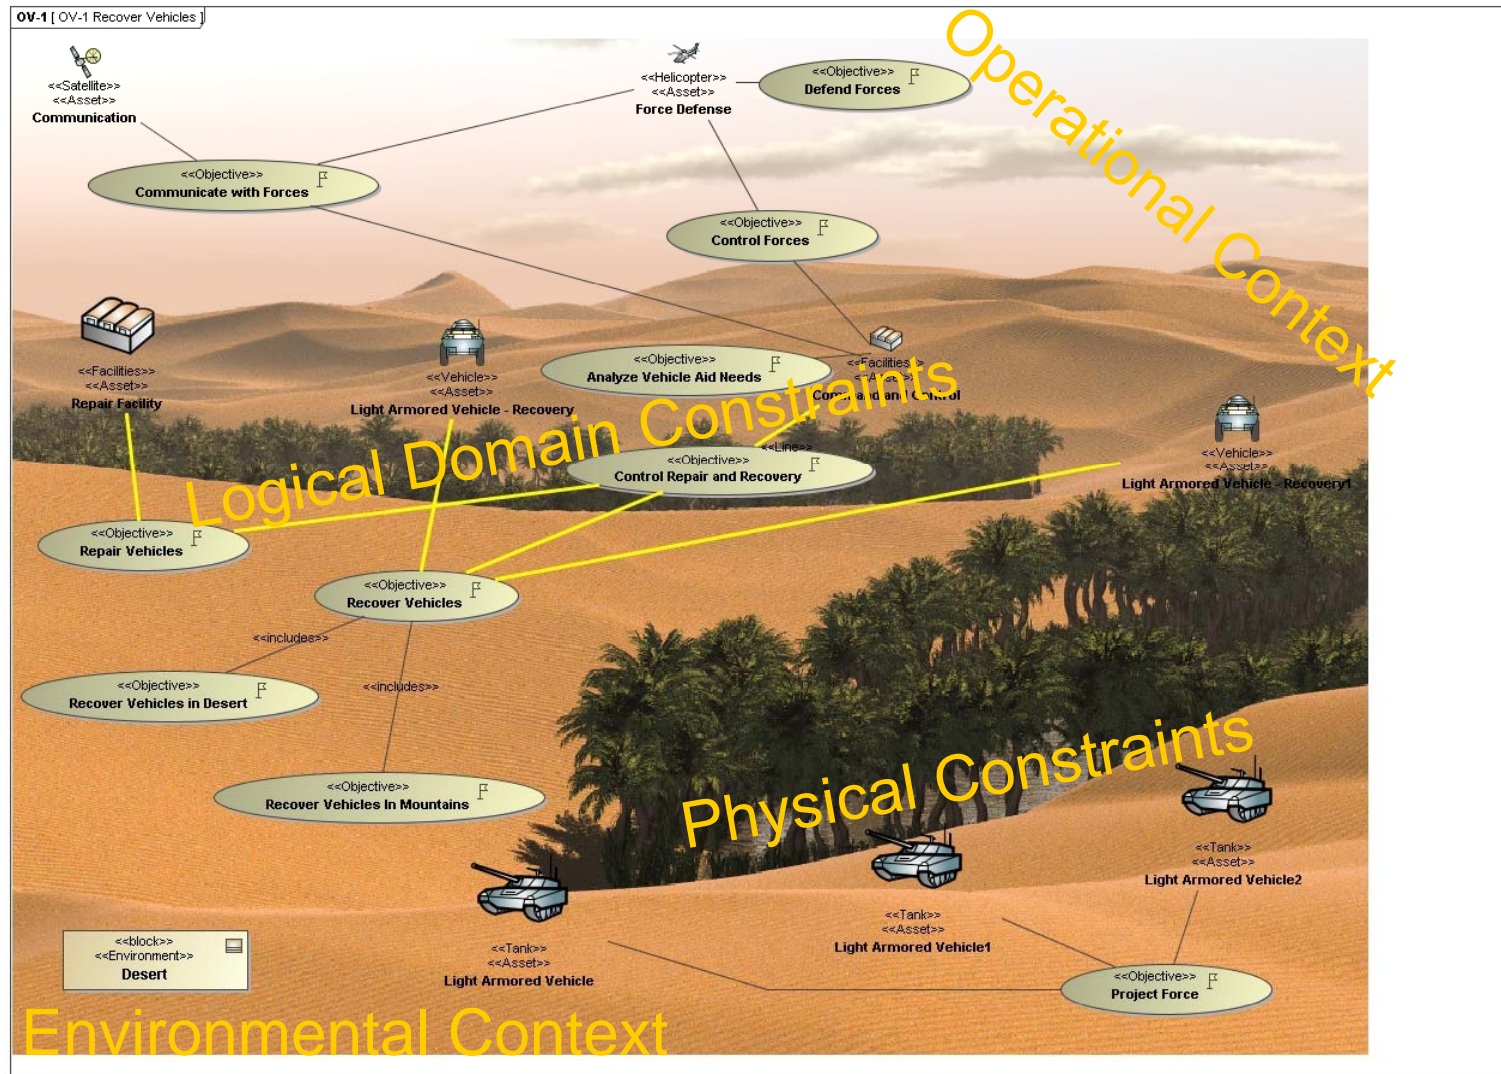 OV-1 [ OV-1 Recover Vehicles ]
Operational Context
<<Satellite>>
<<Asset>>
Communication
<<Helicopter>>
<<Asset>>
Force Defense
<<Objective>>
Defend Forces
<<Objective>>
Communicate with Forces
<<Objective>>
Control Forces
<<Facilities>>
<<Asset>>
Repair Facility
<<Vehicle>>
<<Asset>>
Light Armored Vehicle - Recovery
<<Objective>>
Analyze Vehicle Aid Needs
<<Facilities>>
<<Asset>>
Command and Control
Logical Domain Constraints
<<Line>>
<<Objective>>
Control Repair and Recovery
<<Vehicle>>
<<Asset>>
Light Armored Vehicle - Recovery1
<<Objective>>
Repair Vehicles
<<Objective>>
Recover Vehicles
<<includes>>
<<includes>>
<<Objective>>
Recover Vehicles in Desert
<<Objective>>
Recover Vehicles In Mountains
Physical Constraints
<<Tank>>
<<Asset>>
Light Armored Vehicle2
<<Tank>>
<<Asset>>
Light Armored Vehicle1
<<Tank>>
<<Asset>>
Light Armored Vehicle
<<block>>
<<Environment>>
Desert
<<Objective>>
Project Force
Environmental Context